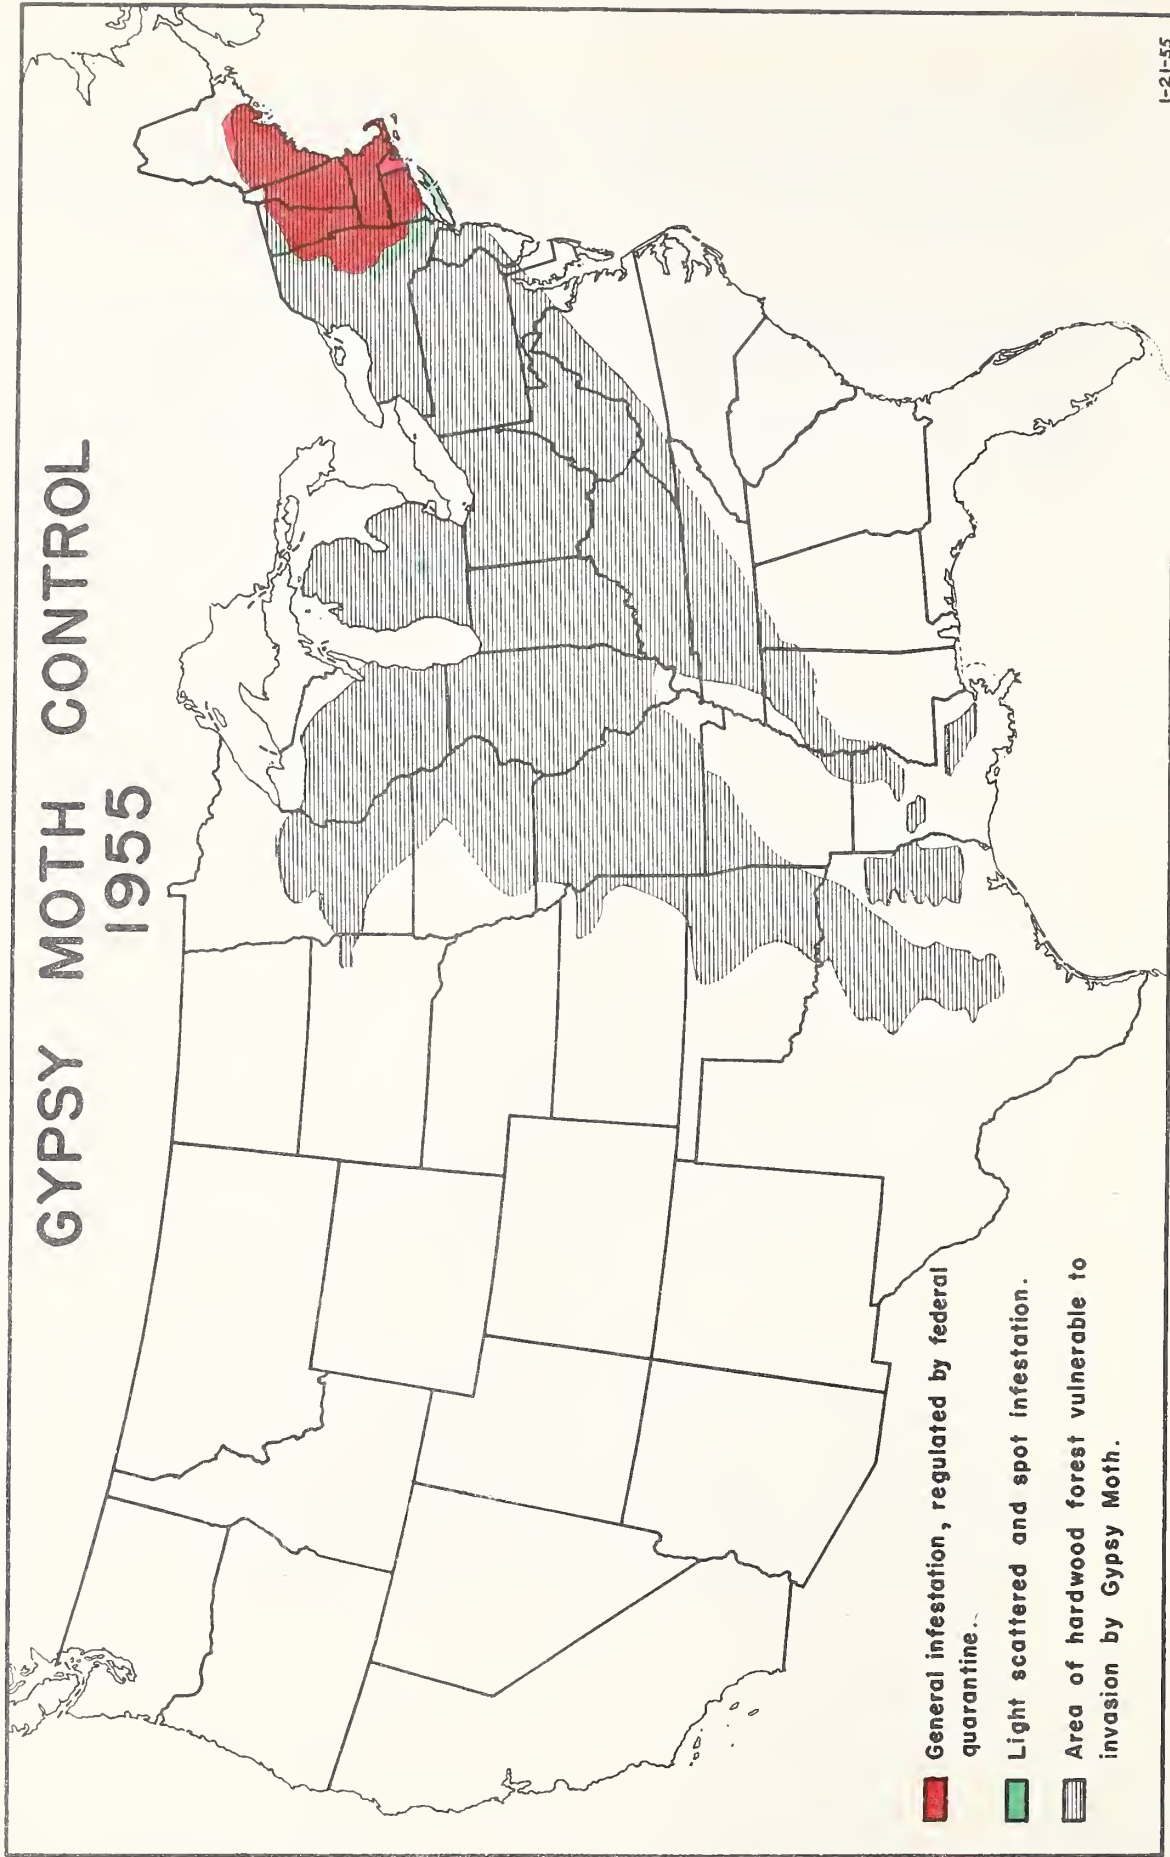 GYPSY MOTH CONTROL
1955
General infestation, regulated by federal
quarantine..
Light scattered and spot infestation.
Area of hardwood forest vulnerable to
invasion by Gypsy Moth.
1-21-55